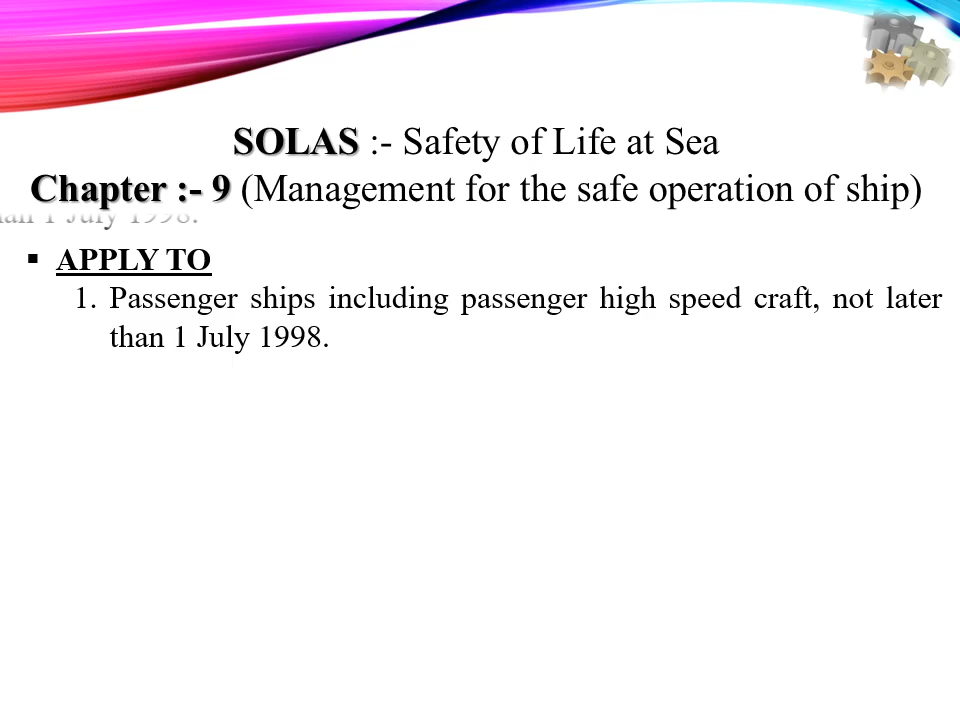 SOLAS :- Safety of Life at Sea
Chapter :- 9 (Management for the safe operation of ship)
1 July 1998.
▪ APPLY TO
1. Passenger ships including passenger high speed craft, not later
than 1 July 1998.